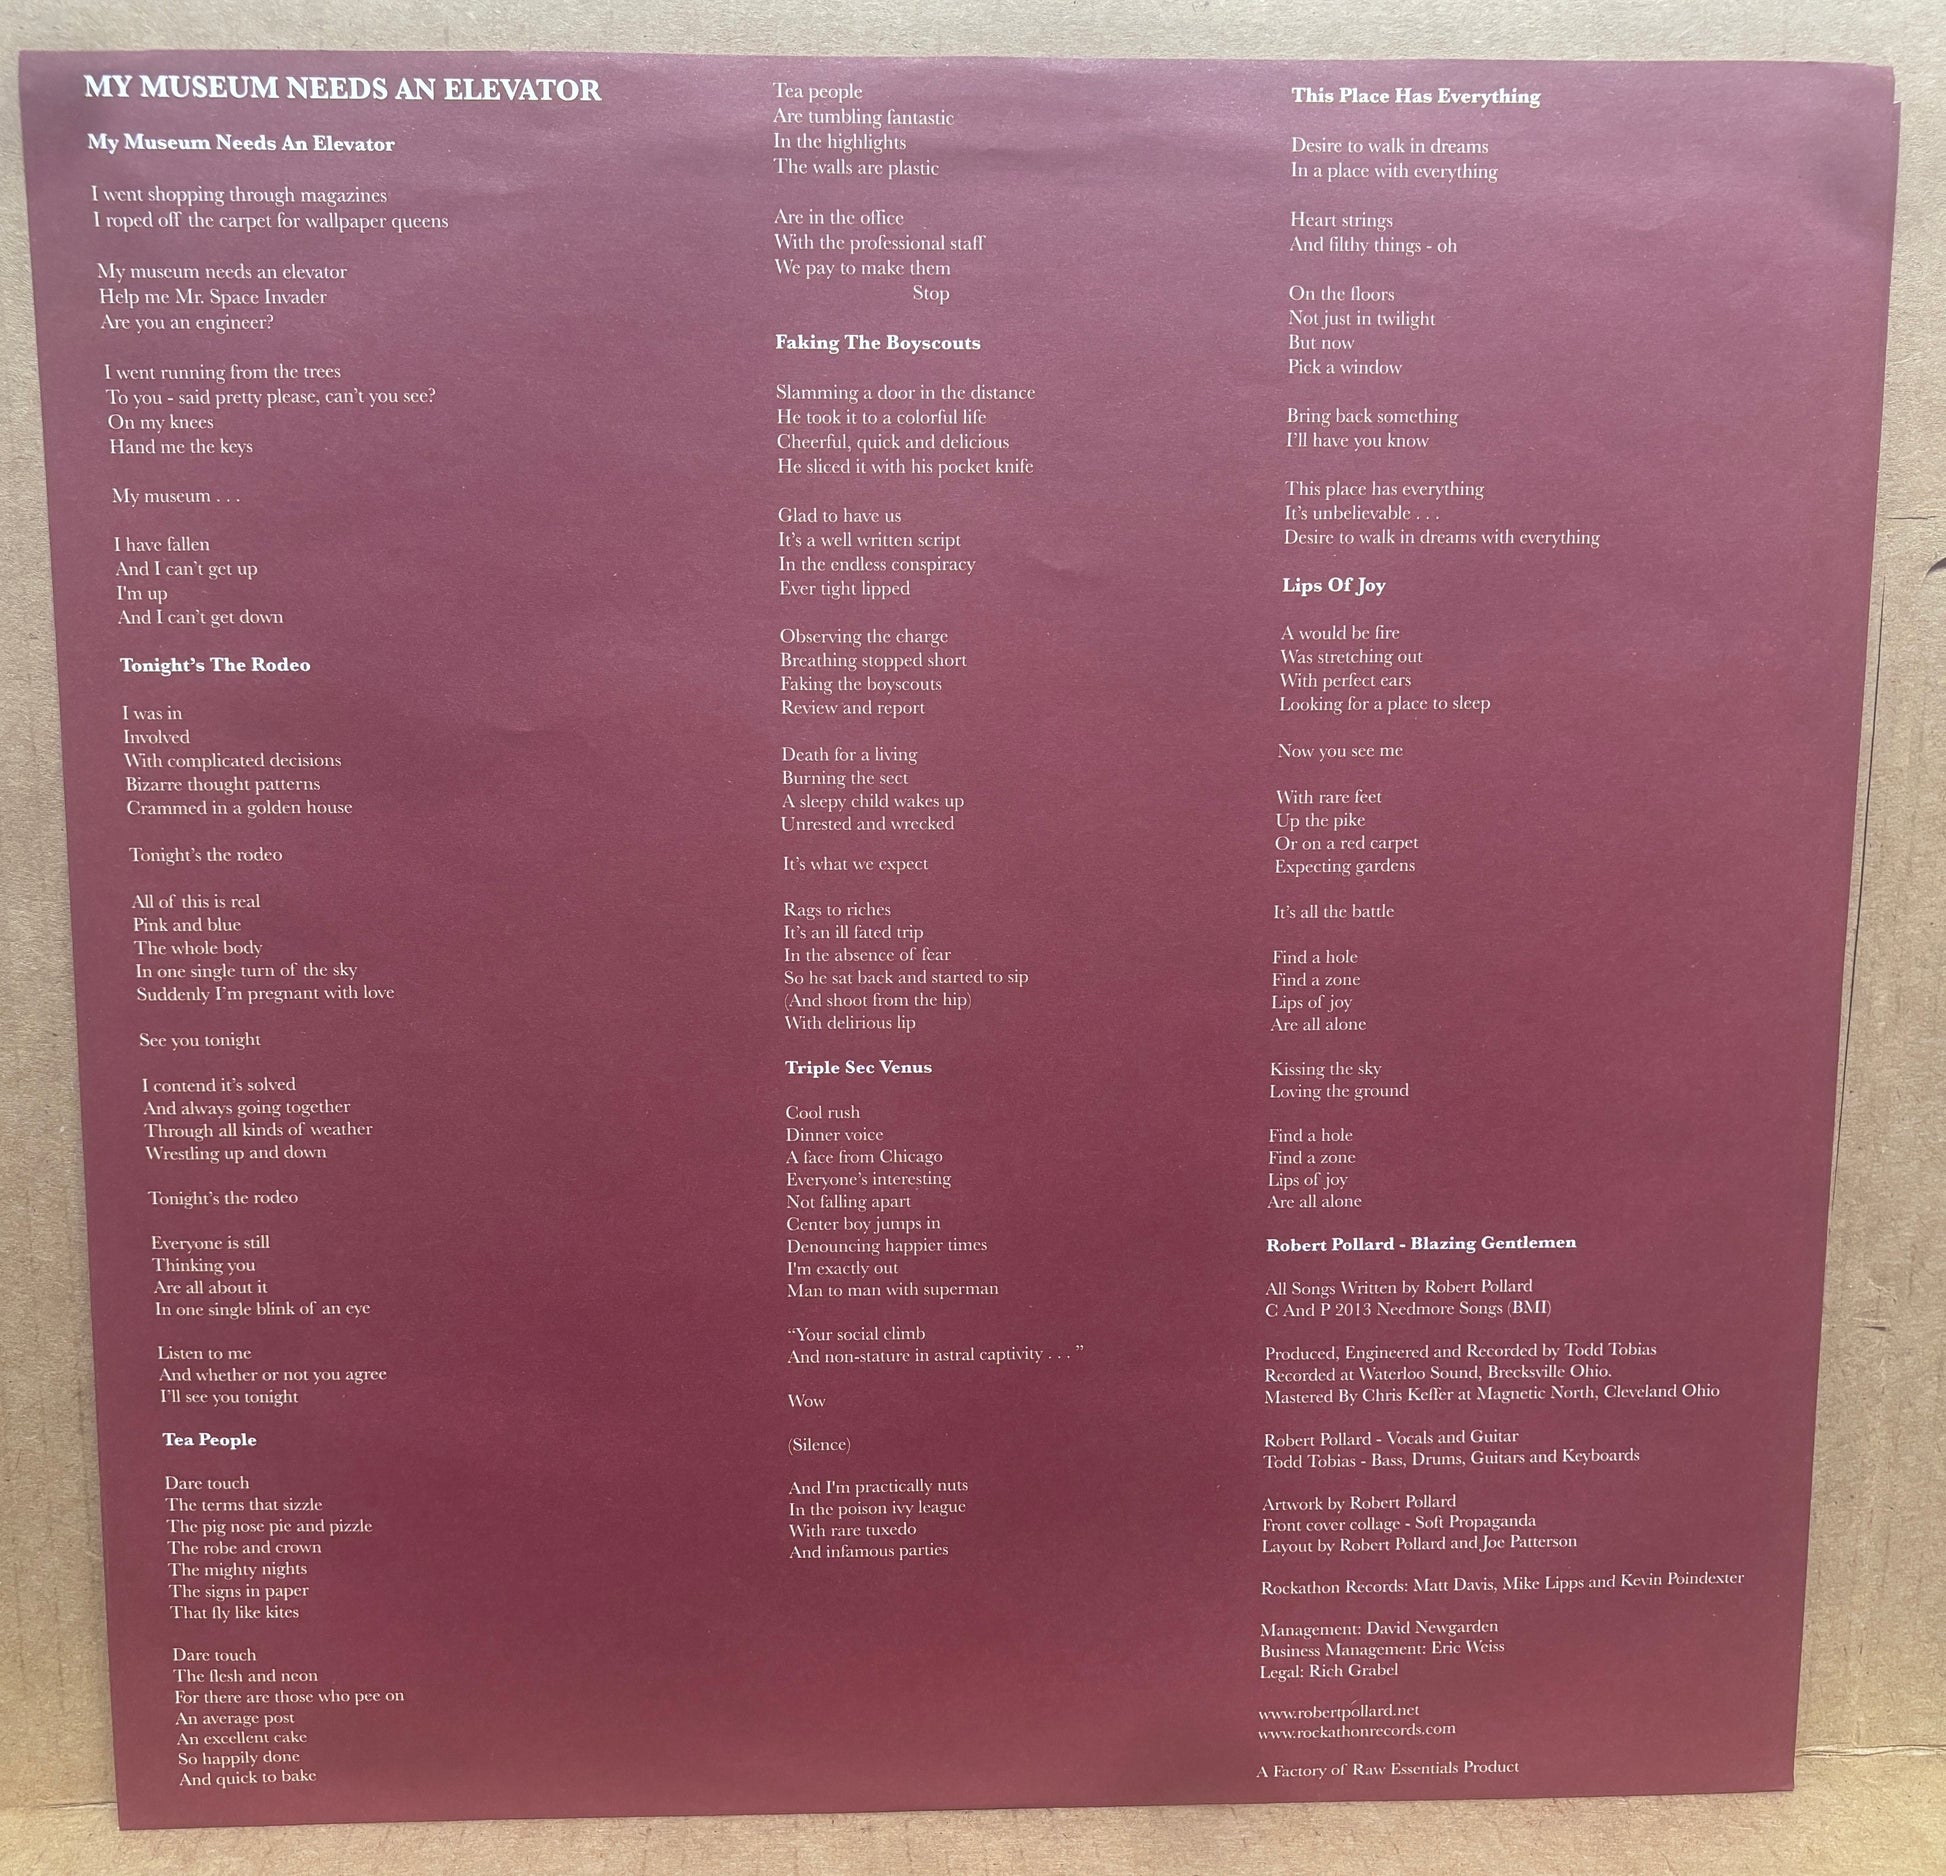 MY MUSEUM NEEDS AN ELEVATOR
My Museum Needs An Elevator
I went shopping through magazines
I roped off the carpet for wallpaper queens
My museum needs an elevator
Help me Mr. Space Invader
Are you an engineer?
I went running from the trees
To you - said pretty please, can't you see?
On my knees
Hand me the keys
My museum . . .
I have fallen
And I can't get up
I'm up
And I can't get down
Tonight's The Rodeo
I was in
Involved
With complicated decisions
Bizarre thought patterns
Crammed in a golden house
Tonight's the rodeo
All of this is real
Pink and blue
The whole body
In one single turn of the sky
Suddenly I'm pregnant with love
See you tonight
I contend it's solved
And always going together
Through all kinds of weather
Wrestling up and down
Tonight's the rodeo
Everyone is still
Thinking you
Are all about it
In one single blink of an eye
Listen to me
And whether or not you agree
I'll see you tonight
Tea People
Dare touch
The terms that sizzle
The pig nose pie and pizzle
The robe and crown
The mighty nights
The signs in paper
That fly like kites
Dare touch
The flesh and neon
For there are those who pee on
An average post
An excellent cake
So happily done
And quick to bake
Tea people
Are tumbling fantastic
In the highlights
The walls are plastic
Are in the office
With the professional staff
We pay to make them
Stop
Faking The Boyscouts
Slamming a door in the distance
He took it to a colorful life
Cheerful, quick and delicious
He sliced it with his pocket knife
Glad to have us
It's a well written script
In the endless conspiracy
Ever tight lipped
Observing the charge
Breathing stopped short
Faking the boyscouts
Review and report
Death for a living
Burning the sect
A sleepy child wakes up
Unrested and wrecked
It's what we expect
Rags to riches
It's an ill fated trip
In the absence of fear
So he sat back and started to sip
(And shoot from the hip)
With delirious lip
Triple Sec Venus
Cool rush
Dinner voice
A face from Chicago
Everyone's interesting
Not falling apart
Center boy jumps in
Denouncing happier times
I'm exactly out
Man to man with superman
“Your social climb
And non-stature in astral captivity . . . ”
Wow
(Silence)
And I'm practically nuts
In the poison ivy league
With rare tuxedo
And infamous parties
This Place Has Everything
Desire to walk in dreams
In a place with everything
Heart strings
And filthy things - oh
On the floors
Not just in twilight
But now
Pick a window
Bring back something
I'll have you know
This place has everything
It's unbelievable . . .
Desire to walk in dreams with everything
Lips Of Joy
A would be fire
Was stretching out
With perfect ears
Looking for a place to sleep
Now you see me
With rare feet
Up the pike
Or on a red carpet
Expecting gardens
It's all the battle
Find a hole
Find a zone
Lips of joy
Are all alone
Kissing the sky
Loving the ground
Find a hole
Find a zone
Lips of joy
Are all alone
Robert Pollard - Blazing Gentlemen
All Songs Written by Robert Pollard
C And P 2013 Needmore Songs (BMI)
Produced, Engineered and Recorded by Todd Tobias
Recorded at Waterloo Sound, Brecksville Ohio.
Mastered By Chris Keffer at Magnetic North, Cleveland Ohio
Robert Pollard - Vocals and Guitar
Todd Tobias - Bass, Drums, Guitars and Keyboards
Artwork by Robert Pollard
Front cover collage - Soft Propaganda
Layout by Robert Pollard and Joe Patterson
Rockathon Records: Matt Davis, Mike Lipps and Kevin Poindexter
Management: David Newgarden
Business Management: Eric Weiss
Legal: Rich Grabel
www.robertpollard.net
www.rockathonrecords.com
A Factory of Raw Essentials Product